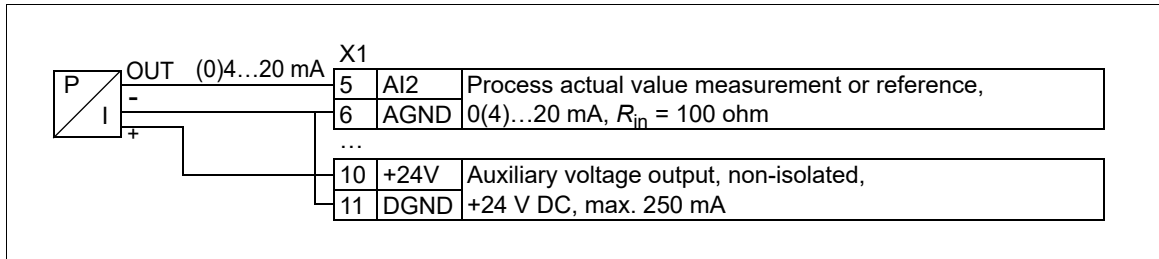 X1
OUT (0)4…20 mA
P
-
I
+
5 AI2 Process actual value measurement or reference,
6 AGND 0(4)…20 mA, Rin = 100 ohm
…
10 +24V Auxiliary voltage output, non-isolated,
11 DGND +24 V DC, max. 250 mA